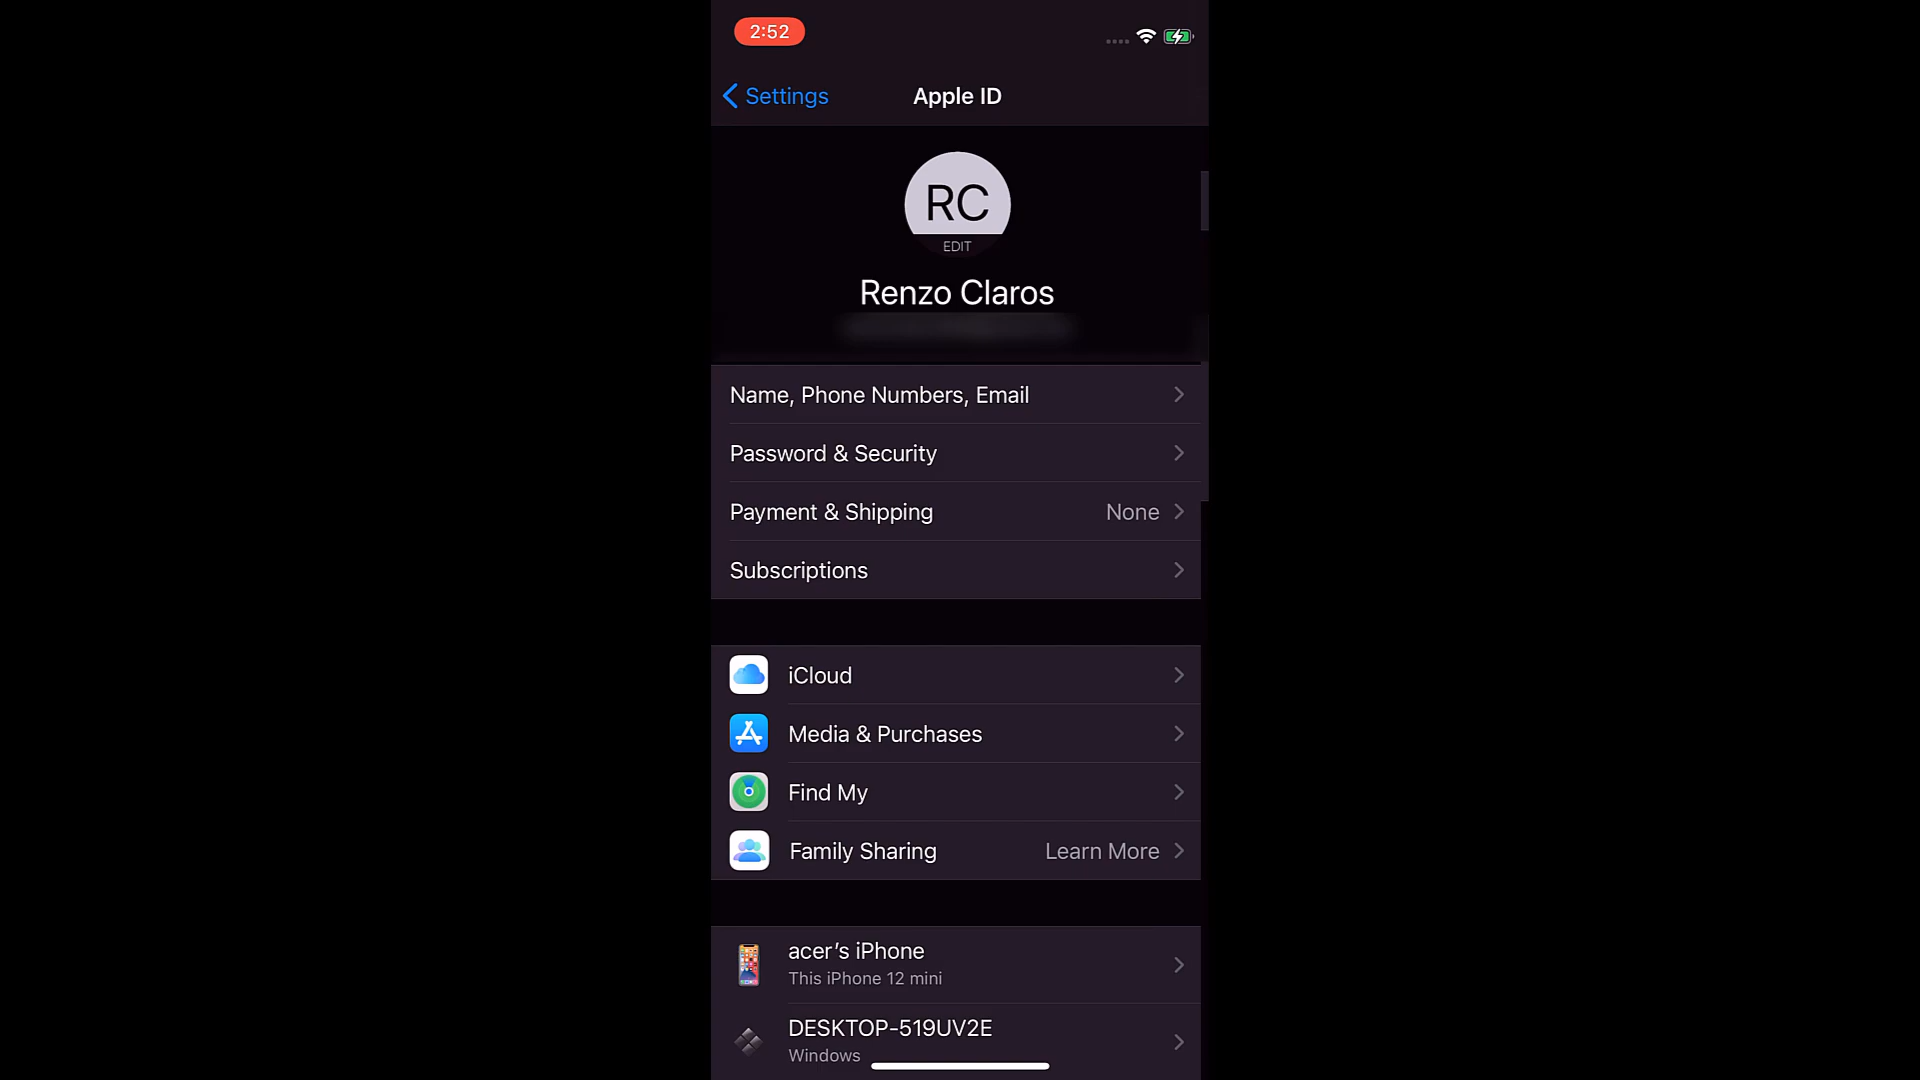 2:52
Settings
Apple ID
RC
EDIT
Renzo Claros
Name, Phone Numbers, Email
Password & Security
Payment & Shipping None
Subscriptions
iCloud
Media & Purchases
Find My
Family Sharing Learn More
acer’s iPhone
This iPhone 12 mini
DESKTOP-519UV2E
Windows